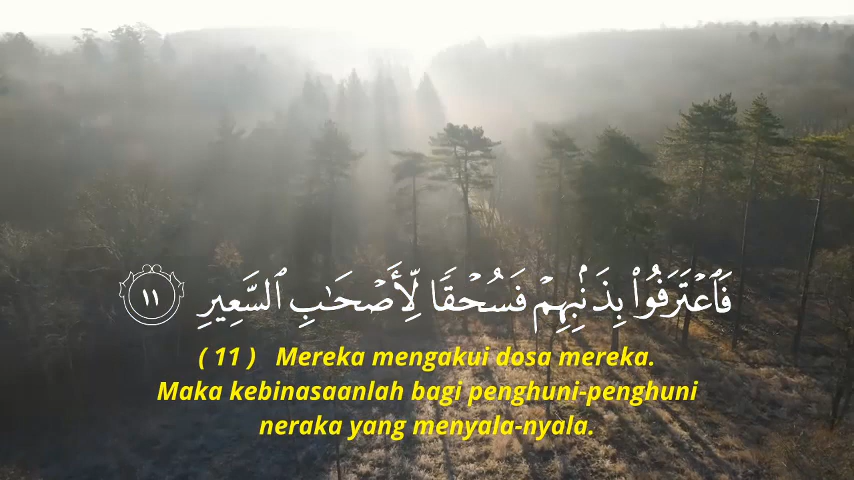 فَٱعْتَرَفُوا۟ بِذَنۢبِهِمْ فَسُحْقًا لِّأَصْحَـٰبِ ٱلسَّعِيرِ ١١
( 11 ) Mereka mengakui dosa mereka.
Maka kebinasaanlah bagi penghuni-penghuni
neraka yang menyala-nyala.